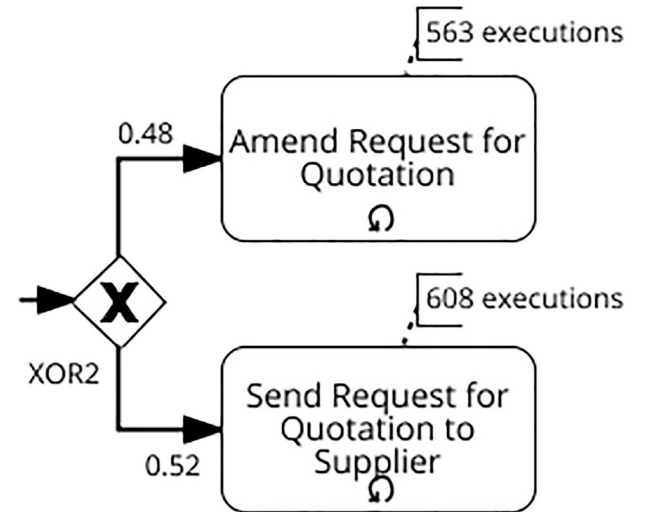 563 executions
0.48
Amend Request for
Quotation
X
608 executions
XOR2
Send Request for
Quotation to
Supplier
0.52